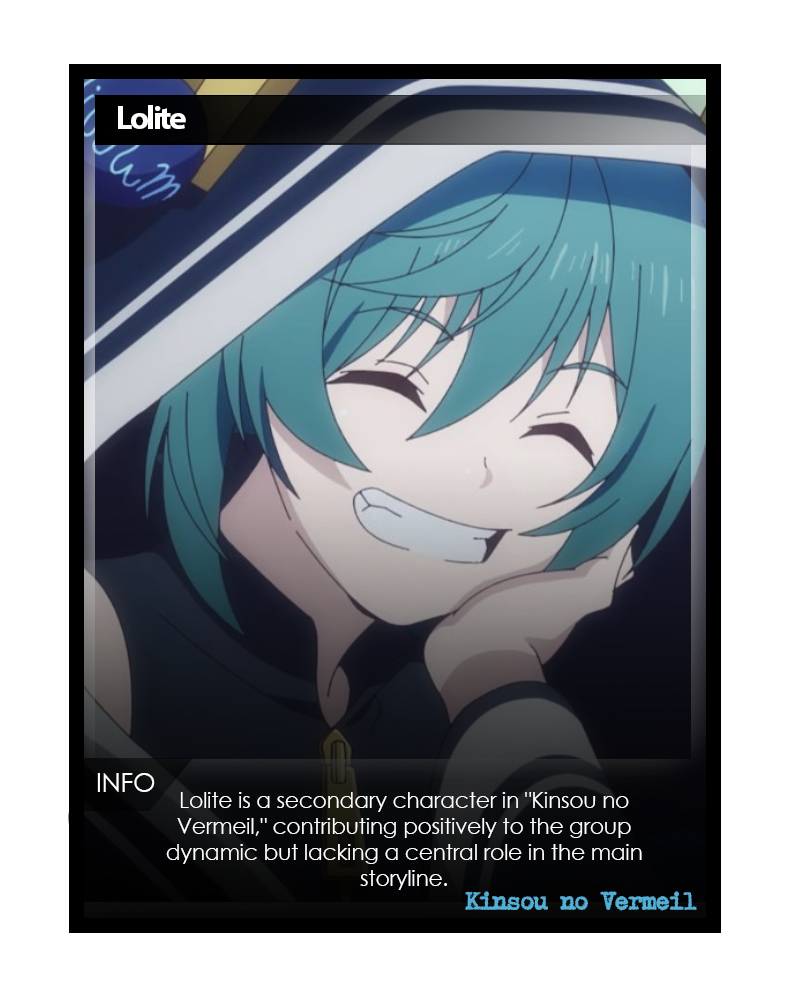 Lolite
INFO
Lolite is a secondary character in "Kinsou no
Vermeil," contributing positively to the group
dynamic but lacking a central role in the main
storyline.
Kinsou no Vermeil